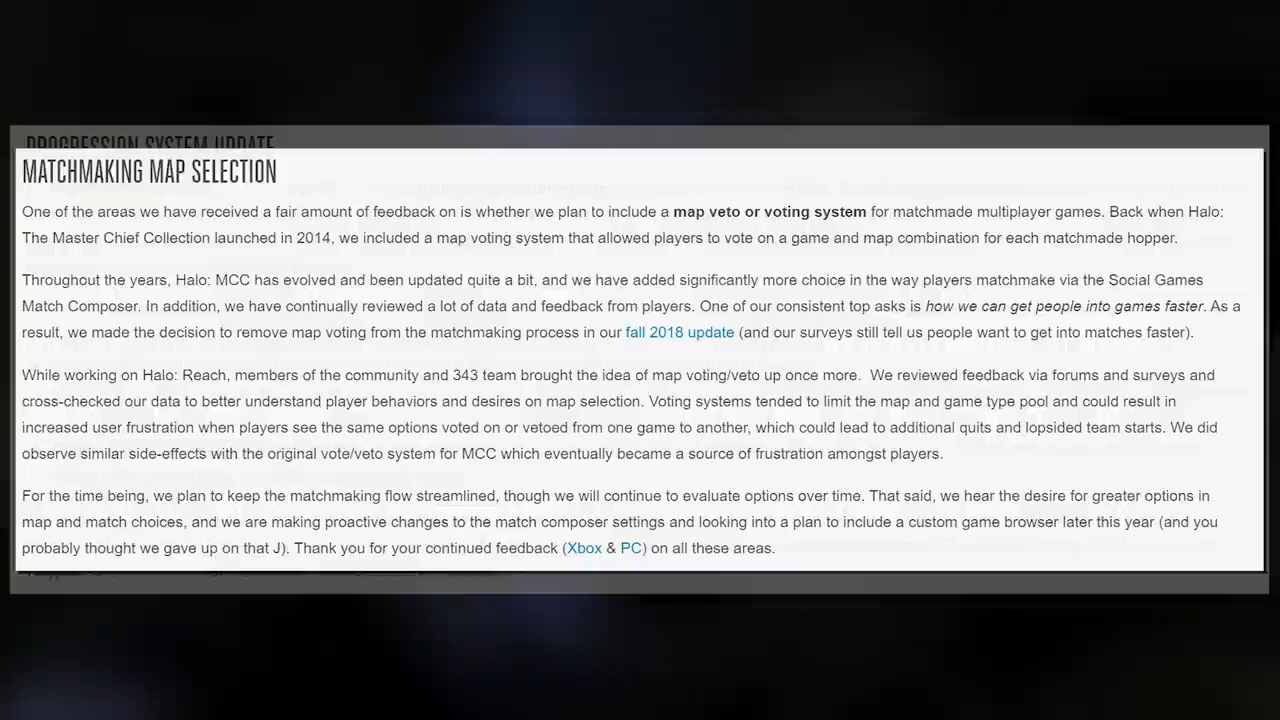 PROGRESSION SYSTEM UPDATE
MATCHMAKING MAP SELECTION
One of the areas we have received a fair amount of feedback on is whether we plan to include a map veto or voting system for matchmade multiplayer games. Back when Halo:
The Master Chief Collection launched in 2014, we included a map voting system that allowed players to vote on a game and map combination for each matchmade hopper.
Throughout the years, Halo: MCC has evolved and been updated quite a bit, and we have added significantly more choice in the way players matchmake via the Social Games
Match Composer. In addition, we have continually reviewed a lot of data and feedback from players. One of our consistent top asks is how we can get people into games faster. As a
result, we made the decision to remove map voting from the matchmaking process in our fall 2018 update (and our surveys still tell us people want to get into matches faster).
While working on Halo: Reach, members of the community and 343 team brought the idea of map voting/veto up once more. We reviewed feedback via forums and surveys and
cross-checked our data to better understand player behaviors and desires on map selection. Voting systems tended to limit the map and game type pool and could result in
increased user frustration when players see the same options voted on or vetoed from one game to another, which could lead to additional quits and lopsided team starts. We did
observe similar side-effects with the original vote/veto system for MCC which eventually became a source of frustration amongst players.
For the time being, we plan to keep the matchmaking flow streamlined, though we will continue to evaluate options over time. That said, we hear the desire for greater options in
map and match choices, and we are making proactive changes to the match composer settings and looking into a plan to include a custom game browser later this year (and you
probably thought we gave up on that J). Thank you for your continued feedback (Xbox & PC) on all these areas.